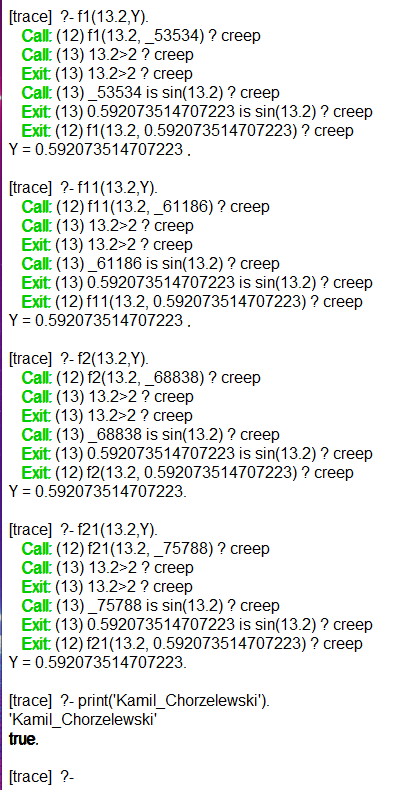 [trace]  ?- f1(13.2,Y).
   Call: (12) f1(13.2, _53534) ? creep
   Call: (13) 13.2>2 ? creep
   Exit: (13) 13.2>2 ? creep
   Call: (13) _53534 is sin(13.2) ? creep
   Exit: (13) 0.592073514707223 is sin(13.2) ? creep
   Exit: (12) f1(13.2, 0.592073514707223) ? creep
Y = 0.592073514707223 .

[trace]  ?- f11(13.2,Y).
   Call: (12) f11(13.2, _61186) ? creep
   Call: (13) 13.2>2 ? creep
   Exit: (13) 13.2>2 ? creep
   Call: (13) _61186 is sin(13.2) ? creep
   Exit: (13) 0.592073514707223 is sin(13.2) ? creep
   Exit: (12) f11(13.2, 0.592073514707223) ? creep
Y = 0.592073514707223 .

[trace]  ?- f2(13.2,Y).
   Call: (12) f2(13.2, _68838) ? creep
   Call: (13) 13.2>2 ? creep
   Exit: (13) 13.2>2 ? creep
   Call: (13) _68838 is sin(13.2) ? creep
   Exit: (13) 0.592073514707223 is sin(13.2) ? creep
   Exit: (12) f2(13.2, 0.592073514707223) ? creep
Y = 0.592073514707223.

[trace]  ?- f21(13.2,Y).
   Call: (12) f21(13.2, _75788) ? creep
   Call: (13) 13.2>2 ? creep
   Exit: (13) 13.2>2 ? creep
   Call: (13) _75788 is sin(13.2) ? creep
   Exit: (13) 0.592073514707223 is sin(13.2) ? creep
   Exit: (12) f21(13.2, 0.592073514707223) ? creep
Y = 0.592073514707223.

[trace]  ?- print('Kamil_Chorzelewski').
'Kamil_Chorzelewski'
true.

[trace]  ?-